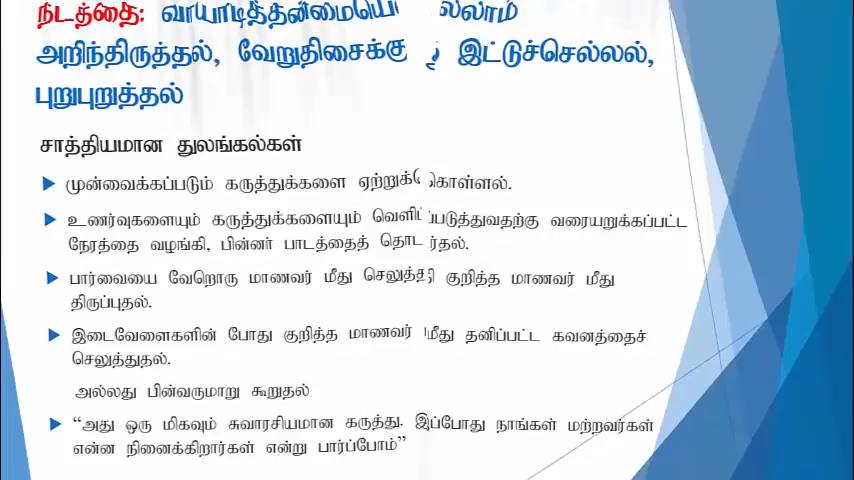 நடத்தை:
அறிந்திருத்தல், வேறுதிசைக்கு இட்டுச்செல்லல்,
புறுபுறுத்தல்
சாத்தியமான துலங்கல்கள்
முன்வைக்கப்படும் கருத்துக்களை ஏற்றுக்கொள்ளல்.
உணர்வுகளையும் கருத்துக்களையும் வெளிப்படுத்துவதற்கு வரையறுக்கப்பட்ட
நேரத்தை வழங்கி, பின்னர் பாடத்தைத் தொடர்தல்.
பார்வையை வேறொரு மாணவர் மீது செலுத்தி குறித்த மாணவர் மீது
திருப்புதல்.
இடைவேளைகளின் போது குறித்த மாணவர் மீது தனிப்பட்ட கவனத்தைச்
செலுத்துதல்.
அல்லது பின்வருமாறு கூறுதல்
“அது ஒரு மிகவும் சுவாரசியமான கருத்து. இப்போது நாங்கள் மற்றவர்கள்
என்ன நினைக்கிறார்கள் என்று பார்ப்போம்”